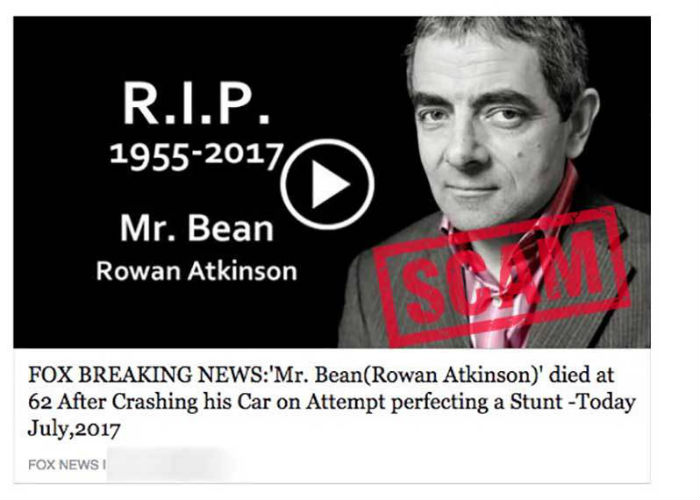 R.I.P.
1955-2017
Mr. Bean
Rowan Atkinson
SCAM
FOX BREAKING NEWS:'Mr. Bean(Rowan Atkinson)' died at
62 After Crashing his Car on Attempt perfecting a Stunt -Today
July,2017
FOX NEWS I